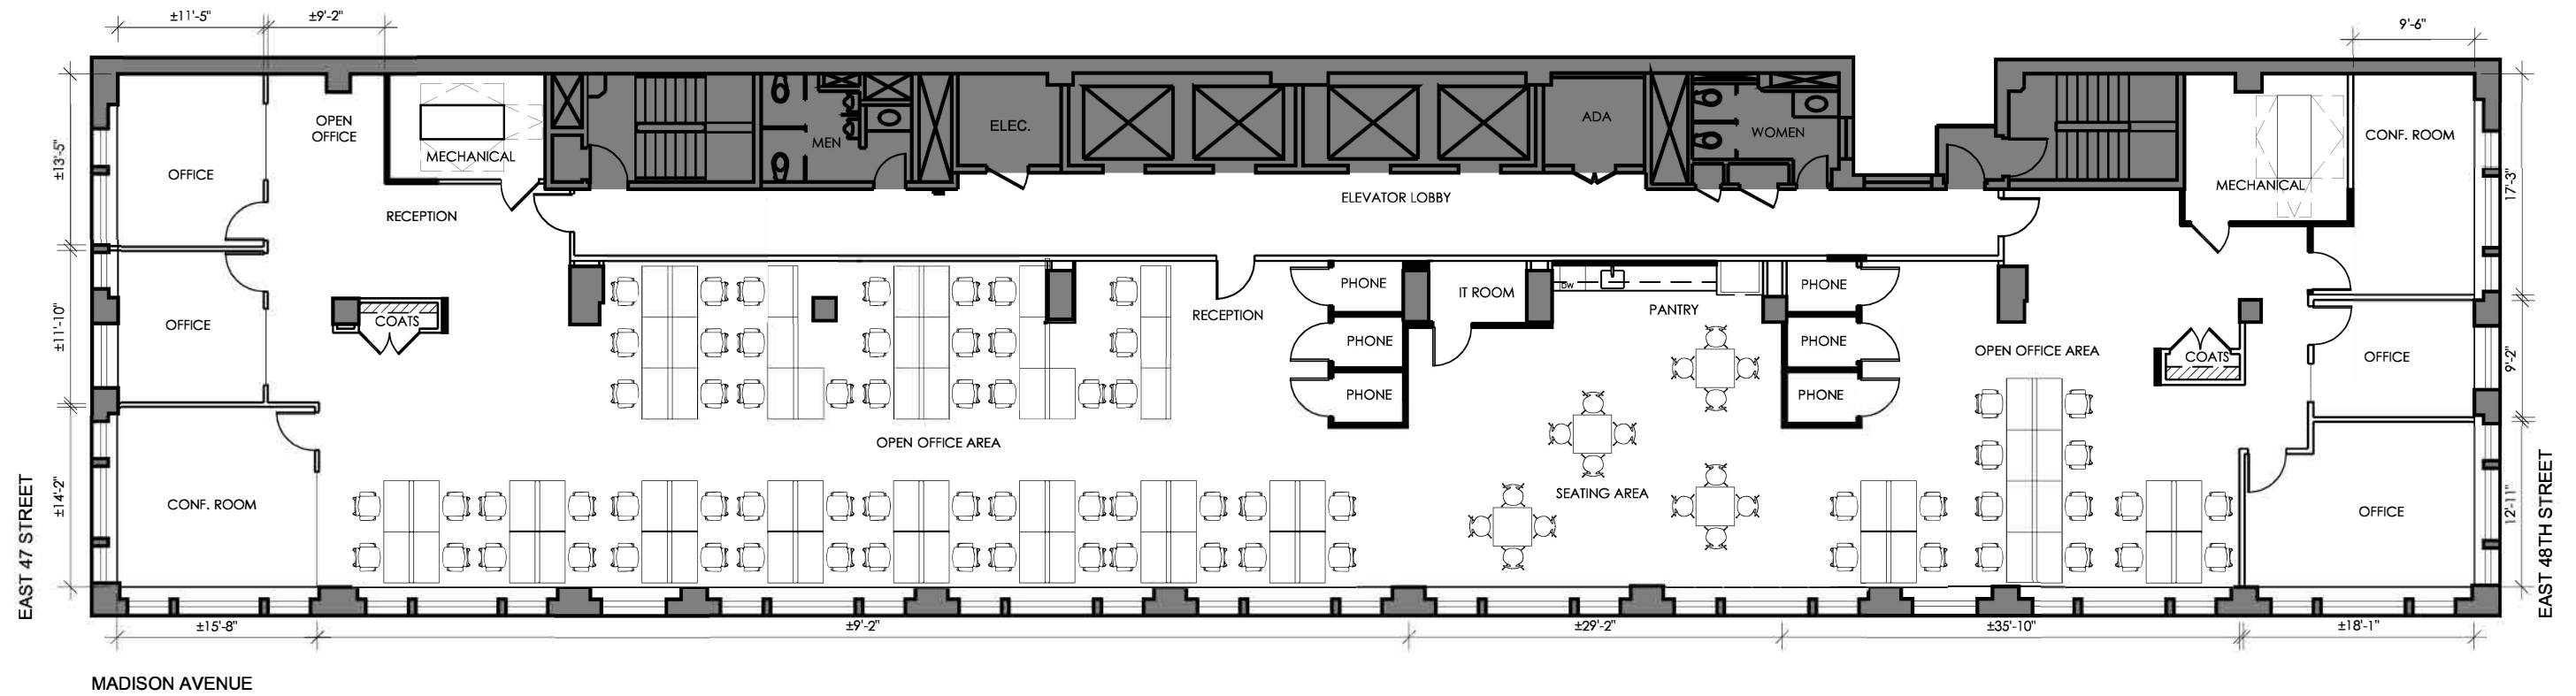 ±11'-5"
±9'-2"
9'-6"
±13'-5"
±11'-10"
±14'-2"
17'-3"
9'-2"
12'-11"
OPEN
OFFICE
MECHANICAL
MEN
ELEC.
ADA
WOMEN
MECHANICAL
CONF. ROOM
OFFICE
RECEPTION
ELEVATOR LOBBY
OFFICE
COATS
RECEPTION
PHONE
PHONE
PHONE
IT ROOM
DW
PANTRY
PHONE
PHONE
PHONE
OPEN OFFICE AREA
COATS
OFFICE
OPEN OFFICE AREA
CONF. ROOM
SEATING AREA
OFFICE
EAST 47 STREET
EAST 48TH STREET
±15'-8"
±9'-2"
±29'-2"
±35'-10"
±18'-1"
MADISON AVENUE